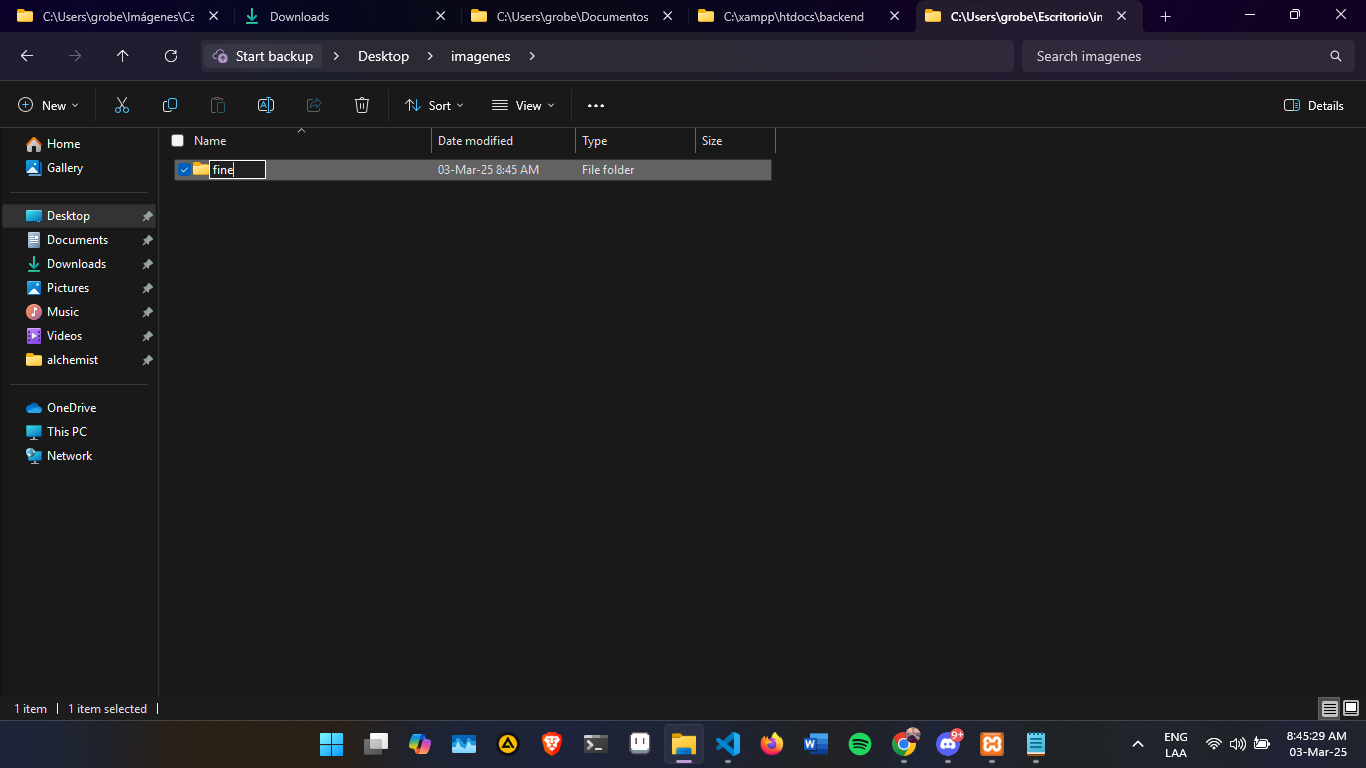 C:\Users\grobe\Imágenes\Ca
Downloads
C:\Users\grobe\Documentos
C:\xampp\htdocs\backend
C:\Users\grobe\Escritorio\in
Start backup
Desktop
imagenes
Search imagenes
New
Sort
View
Details
Home
Gallery
Desktop
Documents
Downloads
Pictures
Music
Videos
alchemist
OneDrive
This PC
Network
Name
Date modified
Type
Size
fine
03-Mar-25 8:45 AM
File folder
1 item
1 item selected
9+
ENG
LAA
8:45:29 AM
03-Mar-25